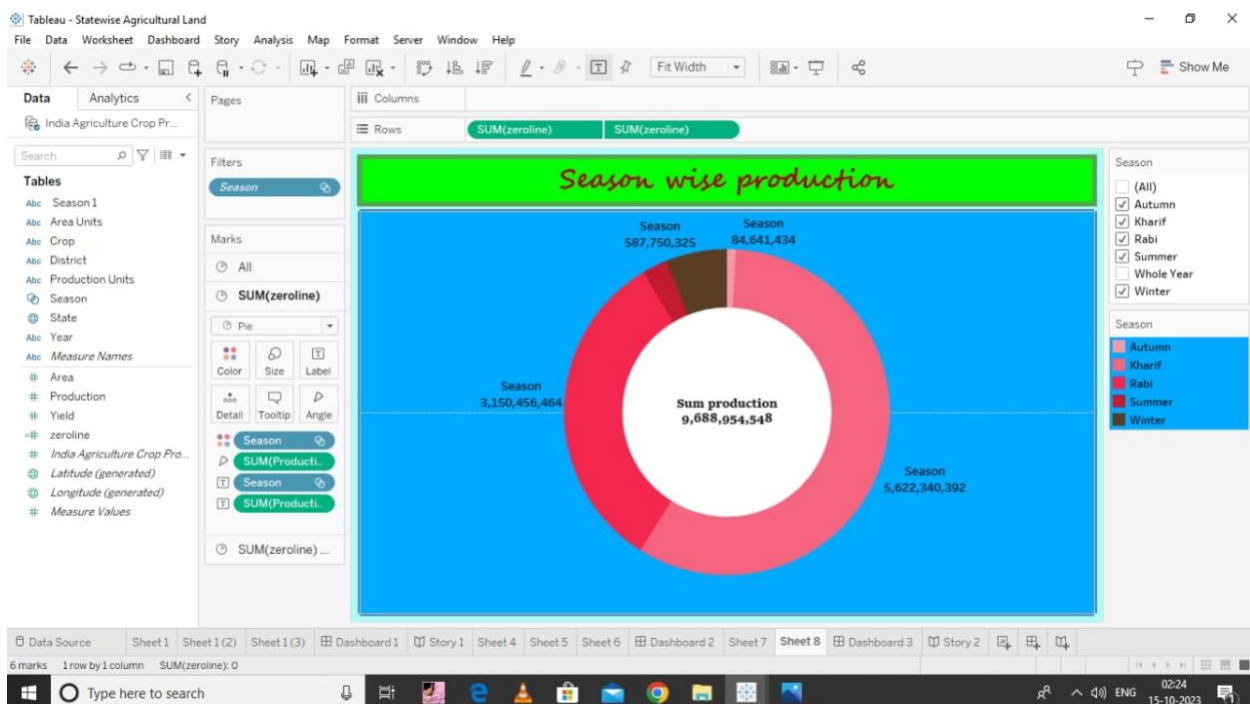 Tableau - Statewise Agricultural Land
File Data Worksheet Dashboard Story Analysis Map Format Server Window Help
Fit Width
Show Me
Data Analytics
India Agriculture Crop Pr...
Search
Tables
Abc Season 1
Abc Area Units
Abc Crop
Abc District
Abc Production Units
Season
State
Abc Year
Abc Measure Names
# Area
# Production
# Yield
=# zeroline
# India Agriculture Crop Pro...
Latitude (generated)
Longitude (generated)
# Measure Values
Pages
Filters
Season
Marks
All
SUM(zeroline)
Pie
Color Size Label
Detail Tooltip Angle
Season
SUM(Producti..
Season
SUM(Producti..
SUM(zeroline) ...
Columns
Rows SUM(zeroline) SUM(zeroline)
Season wise production
Season
587,750,325
Season
84,641,434
Season
3,150,456,464
Sum production
9,688,954,548
Season
5,622,340,392
Season
(All)
Autumn
Kharif
Rabi
Summer
Whole Year
Winter
Season
Autumn
Kharif
Rabi
Summer
Winter
Data Source Sheet 1 Sheet 1 (2) Sheet 1 (3) Dashboard 1 Story 1 Sheet 4 Sheet 5 Sheet 6 Dashboard 2 Sheet 7 Sheet 8 Dashboard 3 Story 2
6 marks 1 row by 1 column SUM(zeroline): 0
Type here to search
ENG
02:24
15-10-2023